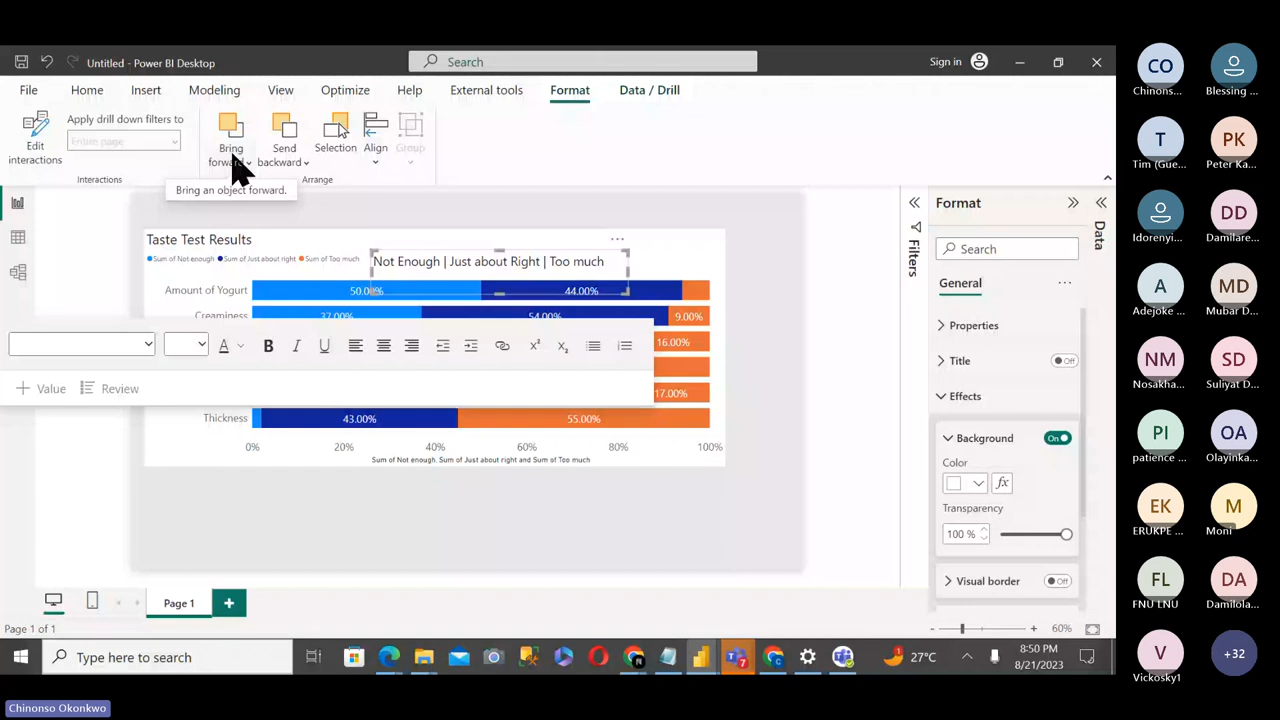 Untitled - Power BI Desktop
Search
Sign in
File
Home
Insert
Modeling
View
Optimize
Help
External tools
Format
Data / Drill
Edit
interactions
Apply drill down filters to
Entire page
Interactions
Bring
forward
Send
backward
Selection
Align
Group
Arrange
Bring an object forward.
Taste Test Results
Sum of Not enough Sum of Just about right Sum of Too much
Not Enough | Just about Right | Too much
Amount of Yogurt
50.00%
44.00%
Creaminess
37.00%
54.00%
9.00%
16.00%
17.00%
Value
Review
Thickness
43.00%
55.00%
0%
20%
40%
60%
80%
100%
Sum of Not enough, Sum of Just about right and Sum of Too much
Filters
Format
Search
General
Properties
Title
Off
Effects
Background
On
Color
fx
Transparency
100 %
Visual border
Off
Data
Page 1
Page 1 of 1
60%
Type here to search
27°C
8:50 PM
8/21/2023
CO
Chinons...
Blessing ...
T
Tim (Gue...
PK
Peter Ka...
Idorenyi...
DD
Damilare...
A
Adejoke ...
MD
Mubar D...
NM
Nosakha...
SD
Suliyat D...
PI
patience ...
OA
Olayinka...
EK
ERUKPE ...
M
Moni
FL
FNU LNU
DA
Damilola...
V
Vickosky1
+32
Chinonso Okonkwo